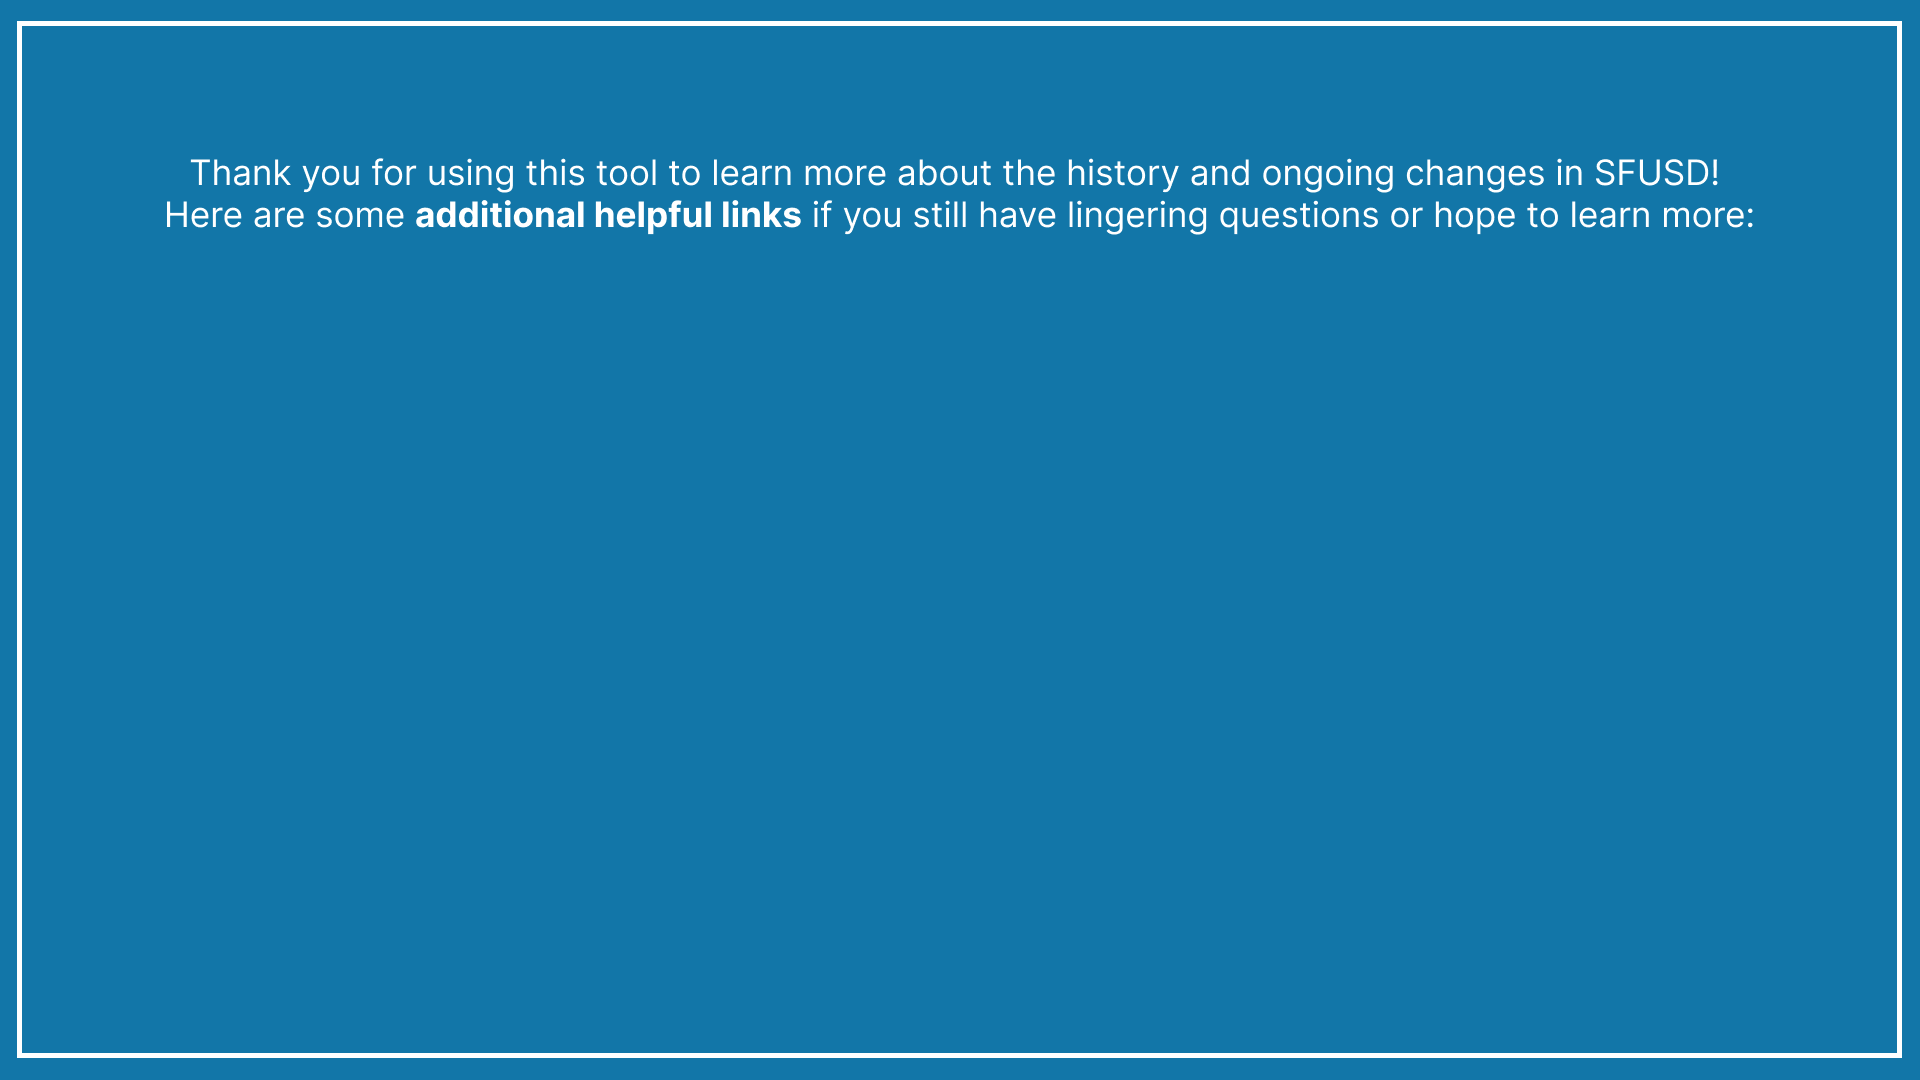 Thank you for using this tool to learn more about the history and ongoing changes in SFUSD!
Here are some additional helpful links if you still have lingering questions or hope to learn more: